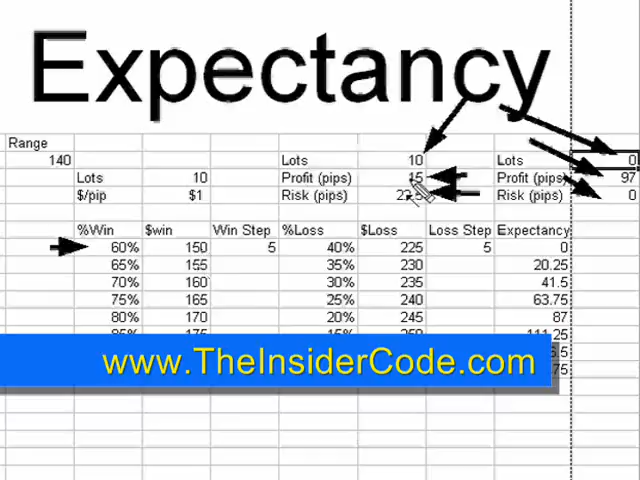 Expectancy
Range
140 Lots 10 Lots 10 Lots 0
Lots 10 Profit (pips) 15 Profit (pips) 97
$/pip $1 Risk (pips) Risk (pips) 0
%Win $win Win Step %Loss $Loss Loss Step Expectancy
60% 150 5 40% 225 5 0
65% 155 35% 230 20.25
70% 160 30% 235 41.5
75% 165 25% 240 63.75
80% 170 20% 245 87
www.TheInsiderCode.com